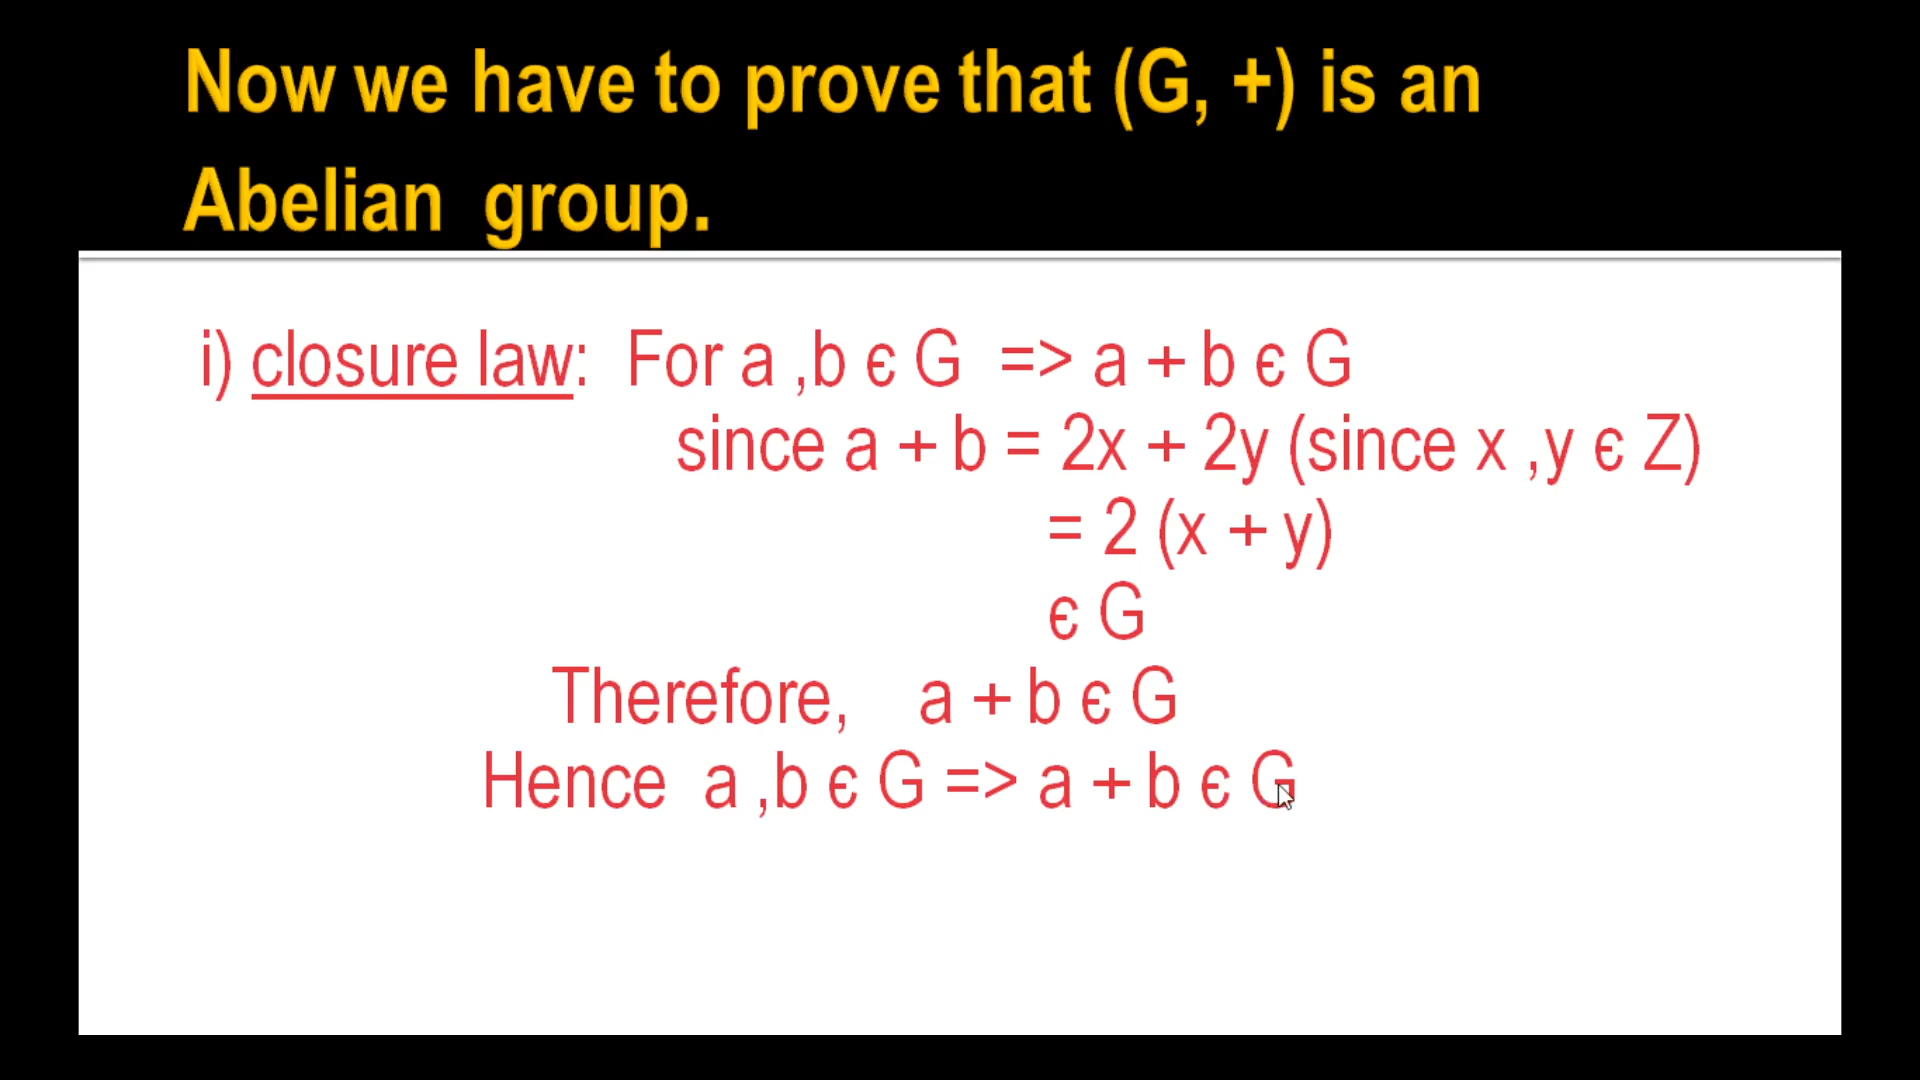 Now we have to prove that (G, +) is an
Abelian group.
i) closure law: For a ,b є G => a + b є G
since a + b = 2x + 2y (since x ,y є Z)
= 2 (x + y)
є G
Therefore, a + b є G
Hence a ,b є G => a + b є G